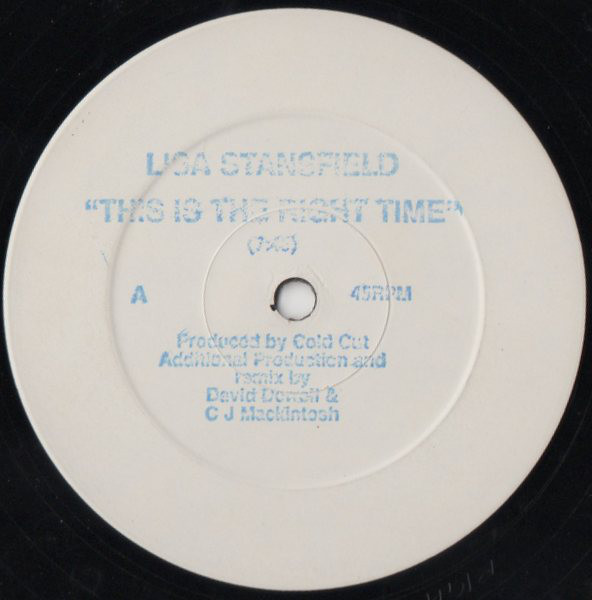 LISA STANSFIELD
"THIS IS THE RIGHT TIME"
A
45RPM
Produced by Cold Cut
Additional Production and
remix by
David Dorrell &
C J Mackintosh